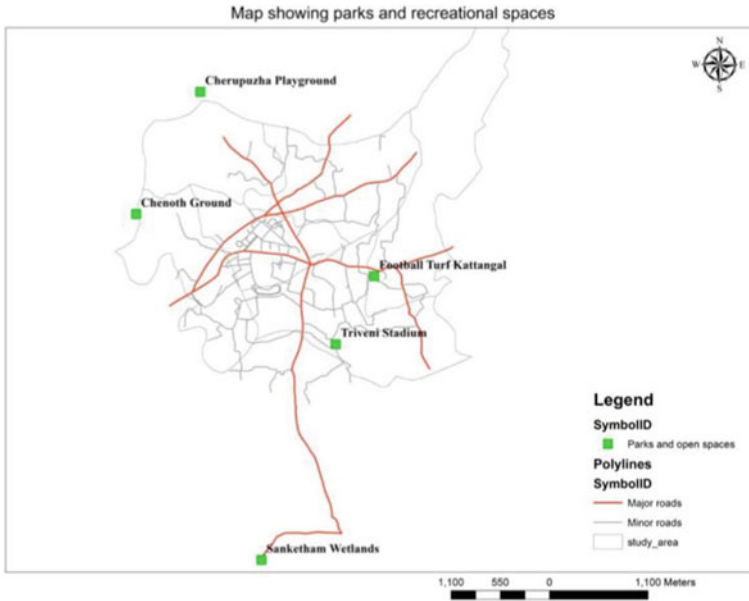 Map showing parks and recreational spaces
N
W E
S
Cherupuzha Playground
Chenoth Ground
Football Turf Kattangal
Triveni Stadium
Sanketham Wetlands
Legend
SymbolID
Parks and open spaces
Polylines
SymbolID
Major roads
Minor roads
study_area
1,100 550 0 1,100 Meters